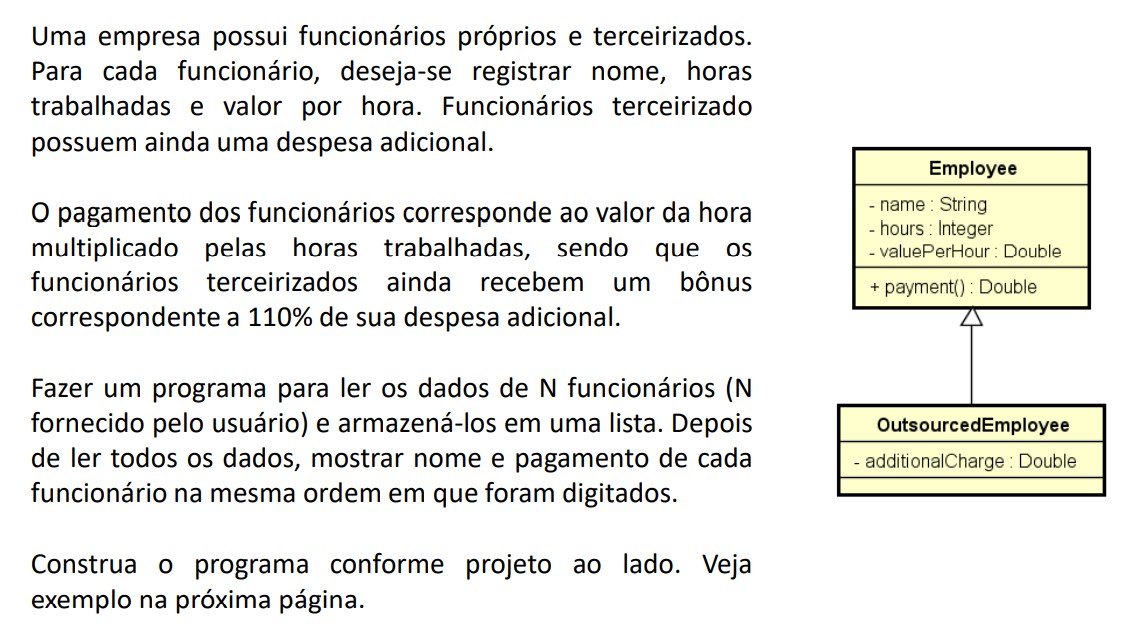 Uma empresa possui funcionários próprios e terceirizados.
Para cada funcionário, deseja-se registrar nome, horas
trabalhadas e valor por hora. Funcionários terceirizado
possuem ainda uma despesa adicional.
O pagamento dos funcionários corresponde ao valor da hora
multiplicado pelas horas trabalhadas, sendo que os
funcionários terceirizados ainda recebem um bônus
correspondente a 110% de sua despesa adicional.
Fazer um programa para ler os dados de N funcionários (N
fornecido pelo usuário) e armazená-los em uma lista. Depois
de ler todos os dados, mostrar nome e pagamento de cada
funcionário na mesma ordem em que foram digitados.
Construa o programa conforme projeto ao lado. Veja
exemplo na próxima página.
Employee
- name : String
- hours : Integer
- valuePerHour : Double
+ payment() : Double
OutsourcedEmployee
- additionalCharge : Double